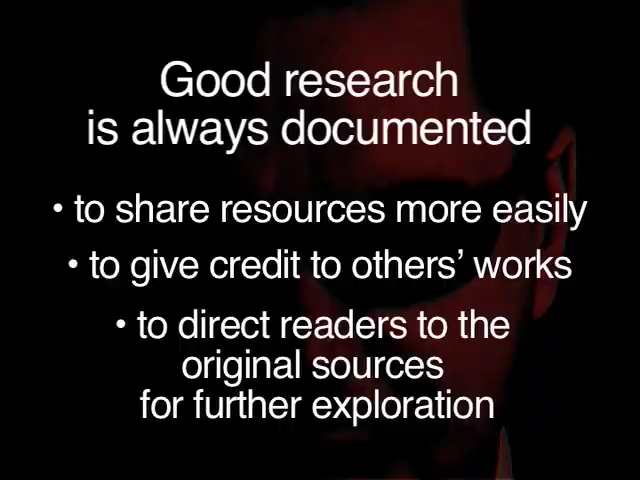 Good research
is always documented
• to share resources more easily
• to give credit to others’ works
• to direct readers to the
original sources
for further exploration